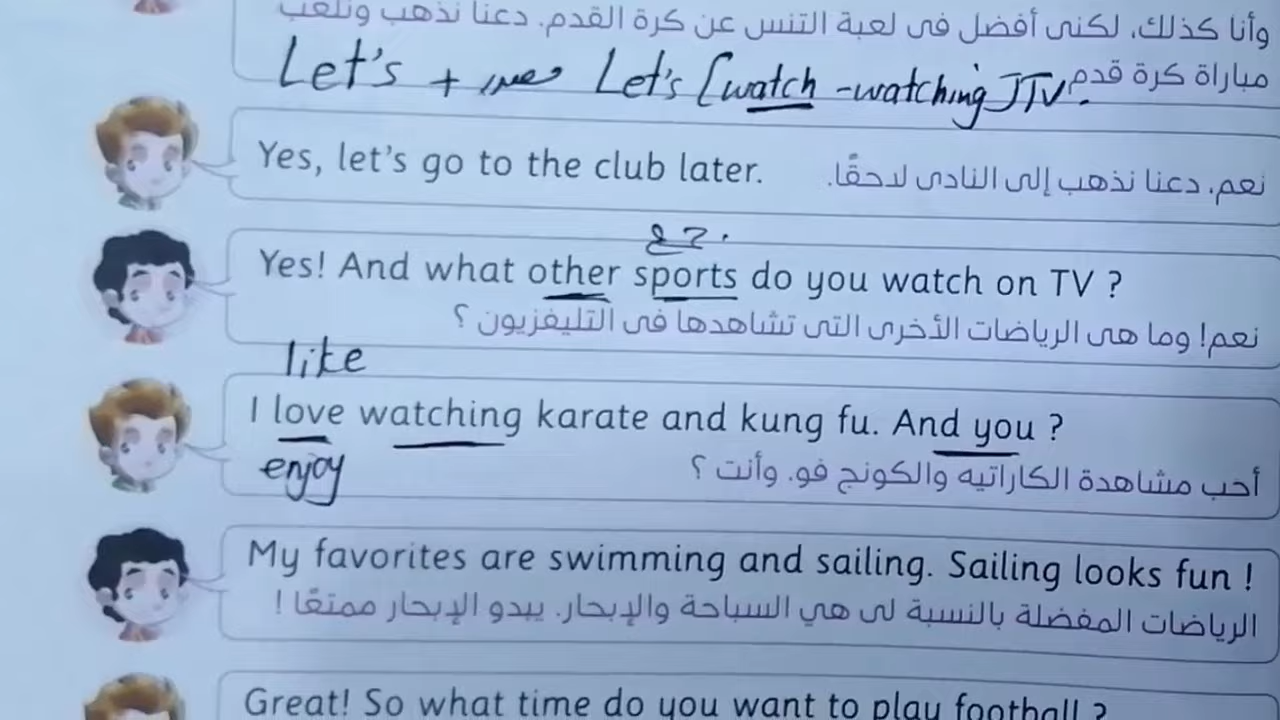 وأنا كذلك، لكنى أفضل فى لعبة التنس عن كرة القدم. دعنا نذهب ونلعب
مباراة كرة قدم
Let's + مصدر Let's [watch - watching] TV.
Yes, let's go to the club later. نعم. دعنا نذهب إلى النادى لاحقًا.
جمع
Yes! And what other sports do you watch on TV ?
نعم! وما هى الرياضات الأخرى التى تشاهدها فى التليفزيون ؟
like
I love watching karate and kung fu. And you ?
enjoy أحب مشاهدة الكاراتيه والكونج فو. وأنت ؟
My favorites are swimming and sailing. Sailing looks fun !
الرياضات المفضلة بالنسبة لى هي السباحة والإبحار. يبدو الإبحار ممتعًا !
Great! So what time do you want to play football ?